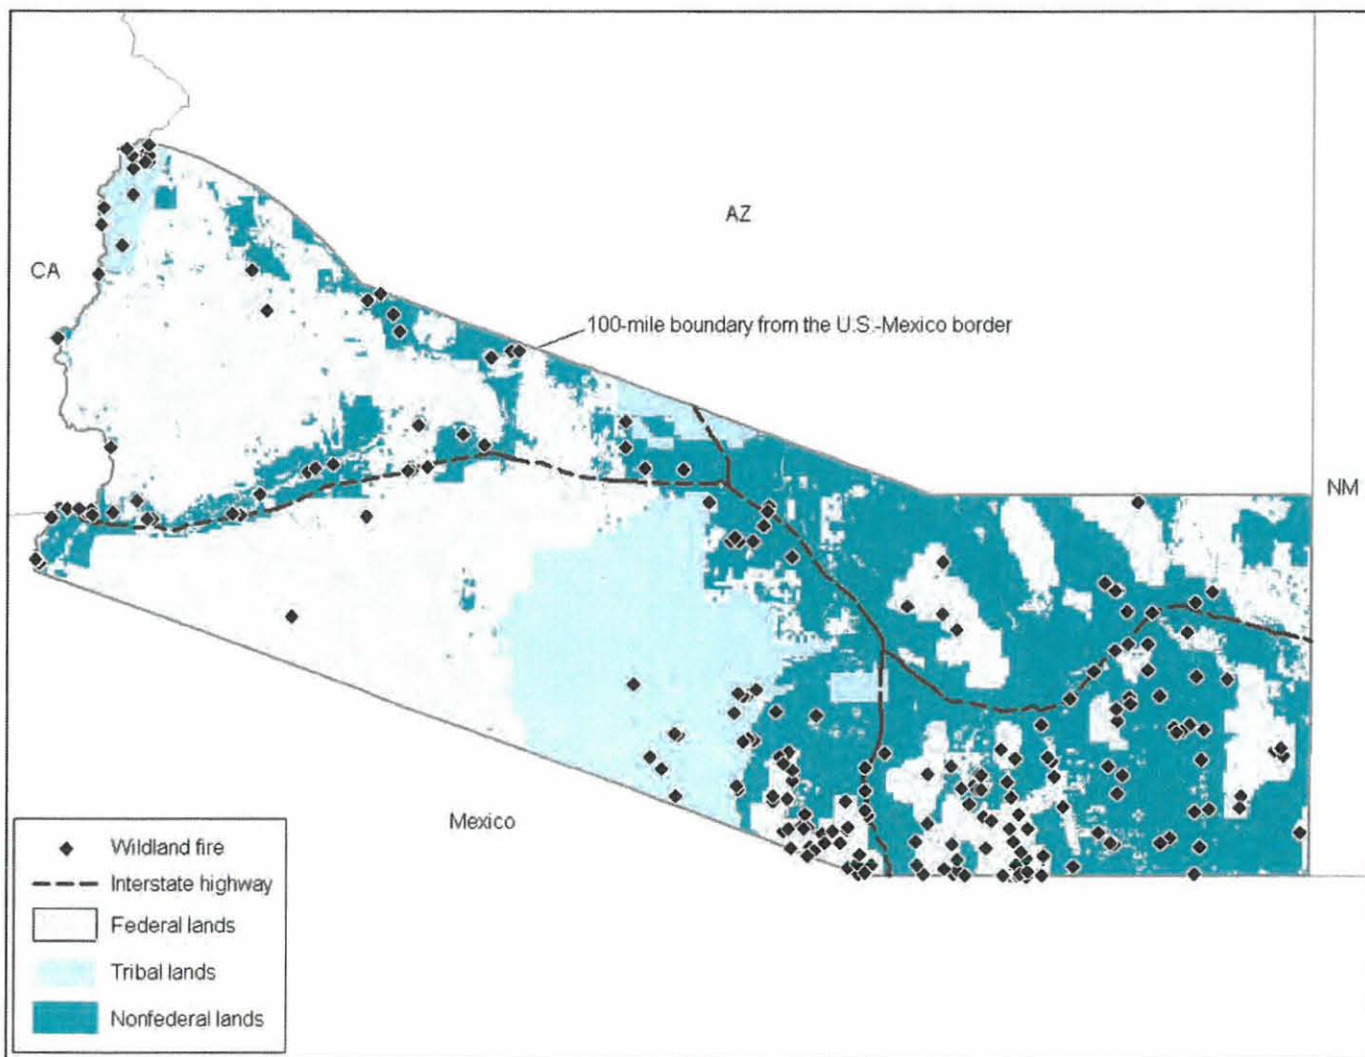 AZ
CA
100-mile boundary from the U.S.-Mexico border
NM
Mexico
Wildland fire
Interstate highway
Federal lands
Tribal lands
Nonfederal lands